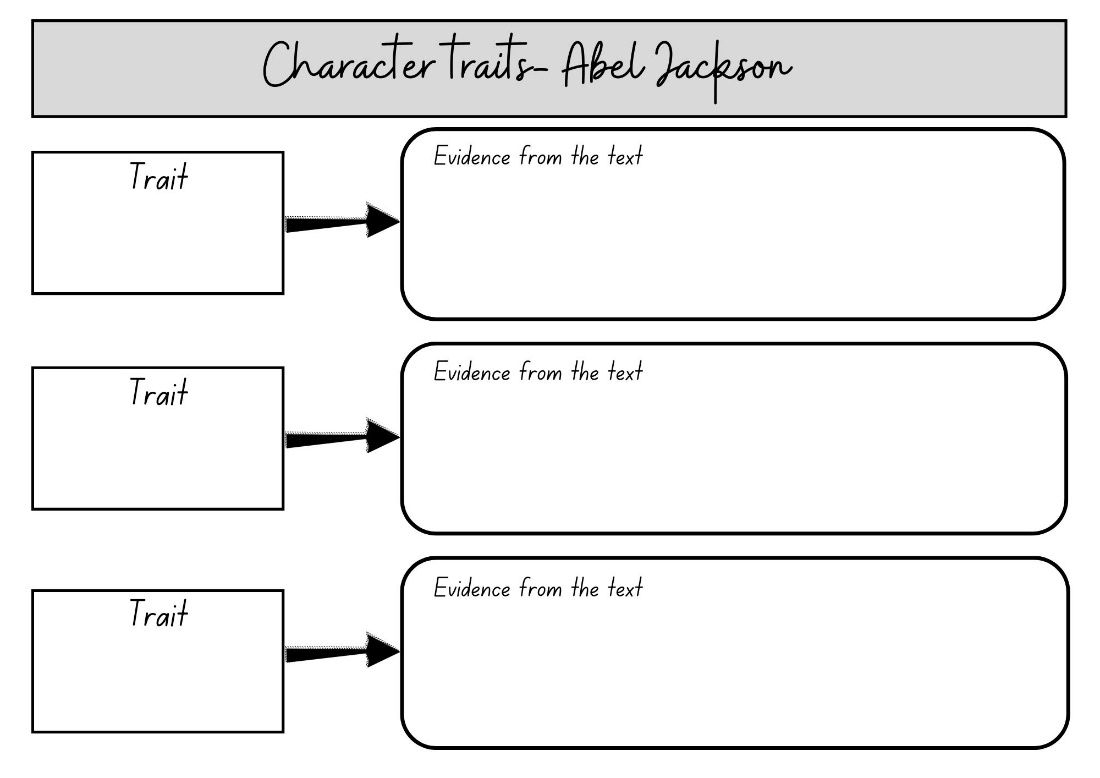 Character Traits- Abel Jackson
Trait
Evidence from the text
Trait
Evidence from the text
Trait
Evidence from the text